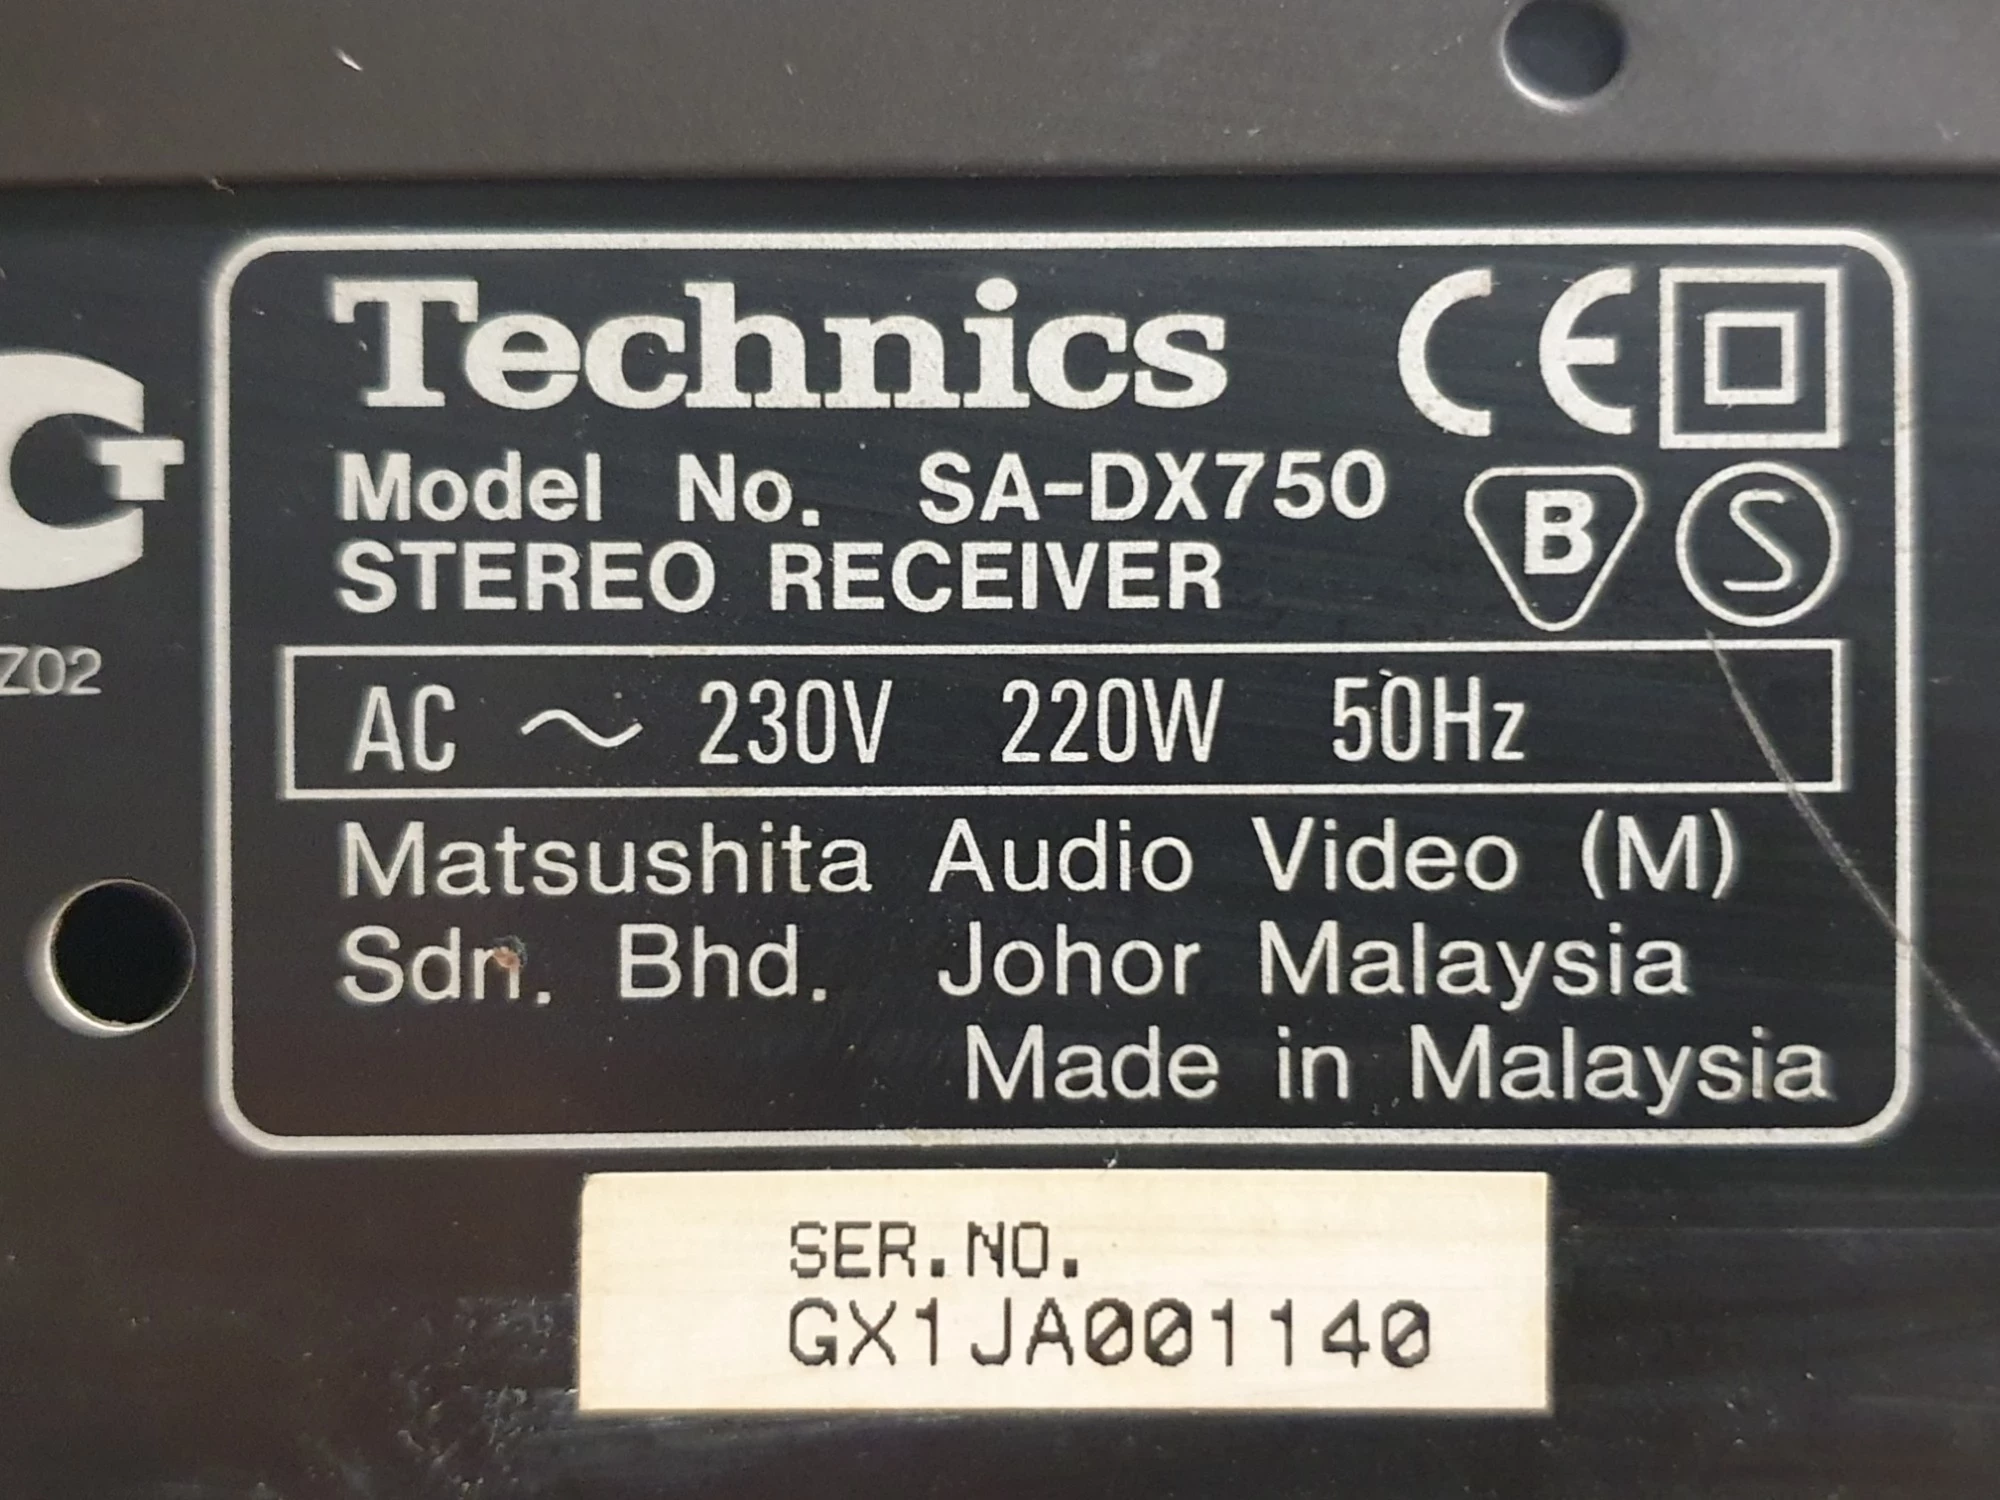 Technics
CE
Model No. SA-DX750
STEREO RECEIVER
B
S
Z02
AC ~ 230V 220W 50Hz
Matsushita Audio Video (M)
Sdn. Bhd. Johor Malaysia
Made in Malaysia
SER.NO.
GX1JA001140